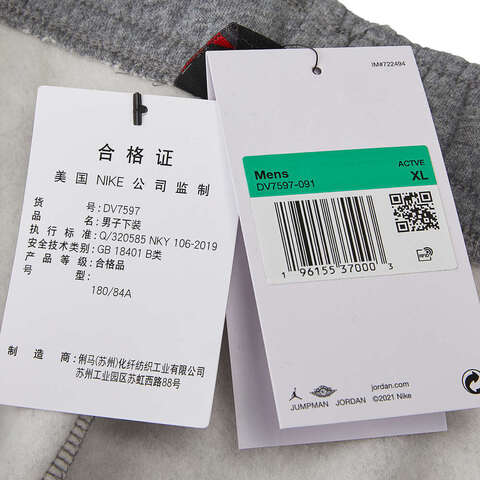 合格证
美国 NIKE 公司监制
货号: DV7597
品名: 男子下装
执行标准: Q/320585 NKY 106-2019
安全技术类别: GB 18401 B类
产品等级: 合格品
号型:
180/84A
制造商: 俐马(苏州)化纤纺织工业有限公司
苏州工业园区苏虹西路88号
IM#722494
Mens
ACTVE
DV7597-091
XL
1 96155 37000 3
RFID
JUMPMAN
JORDAN
jordan.com
©2021 Nike